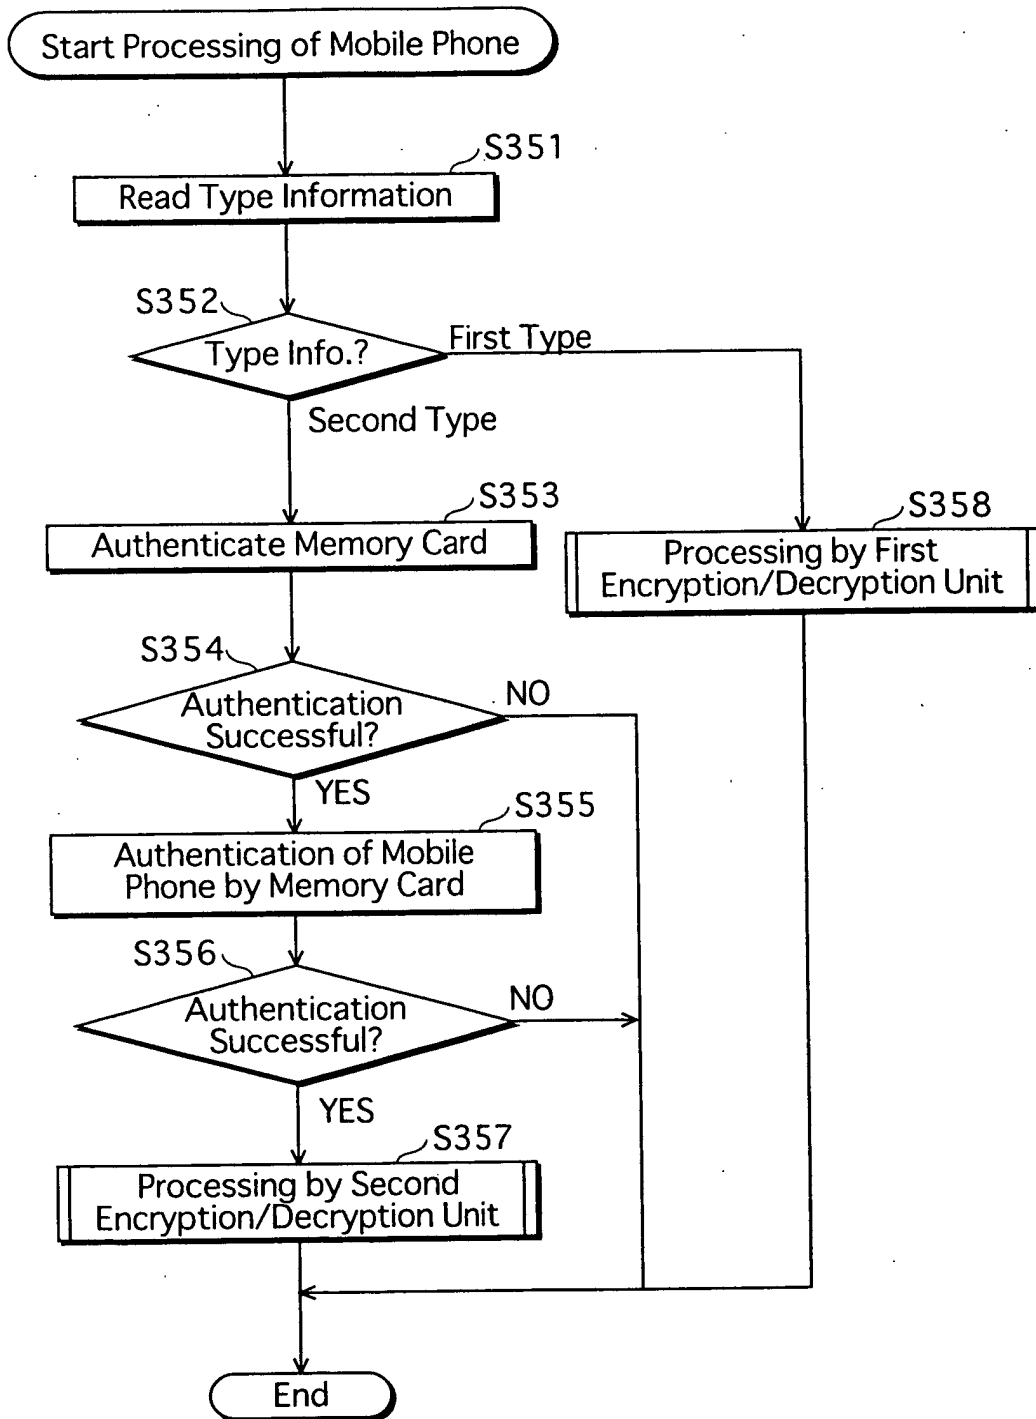 Start Processing of Mobile Phone
S351
Read Type Information
S352
Type Info.?
First Type
Second Type
S353
Authenticate Memory Card
S358
Processing by First
Encryption/Decryption Unit
S354
Authentication
Successful?
NO
YES
S355
Authentication of Mobile
Phone by Memory Card
S356
Authentication
Successful?
NO
YES
S357
Processing by Second
Encryption/Decryption Unit
End